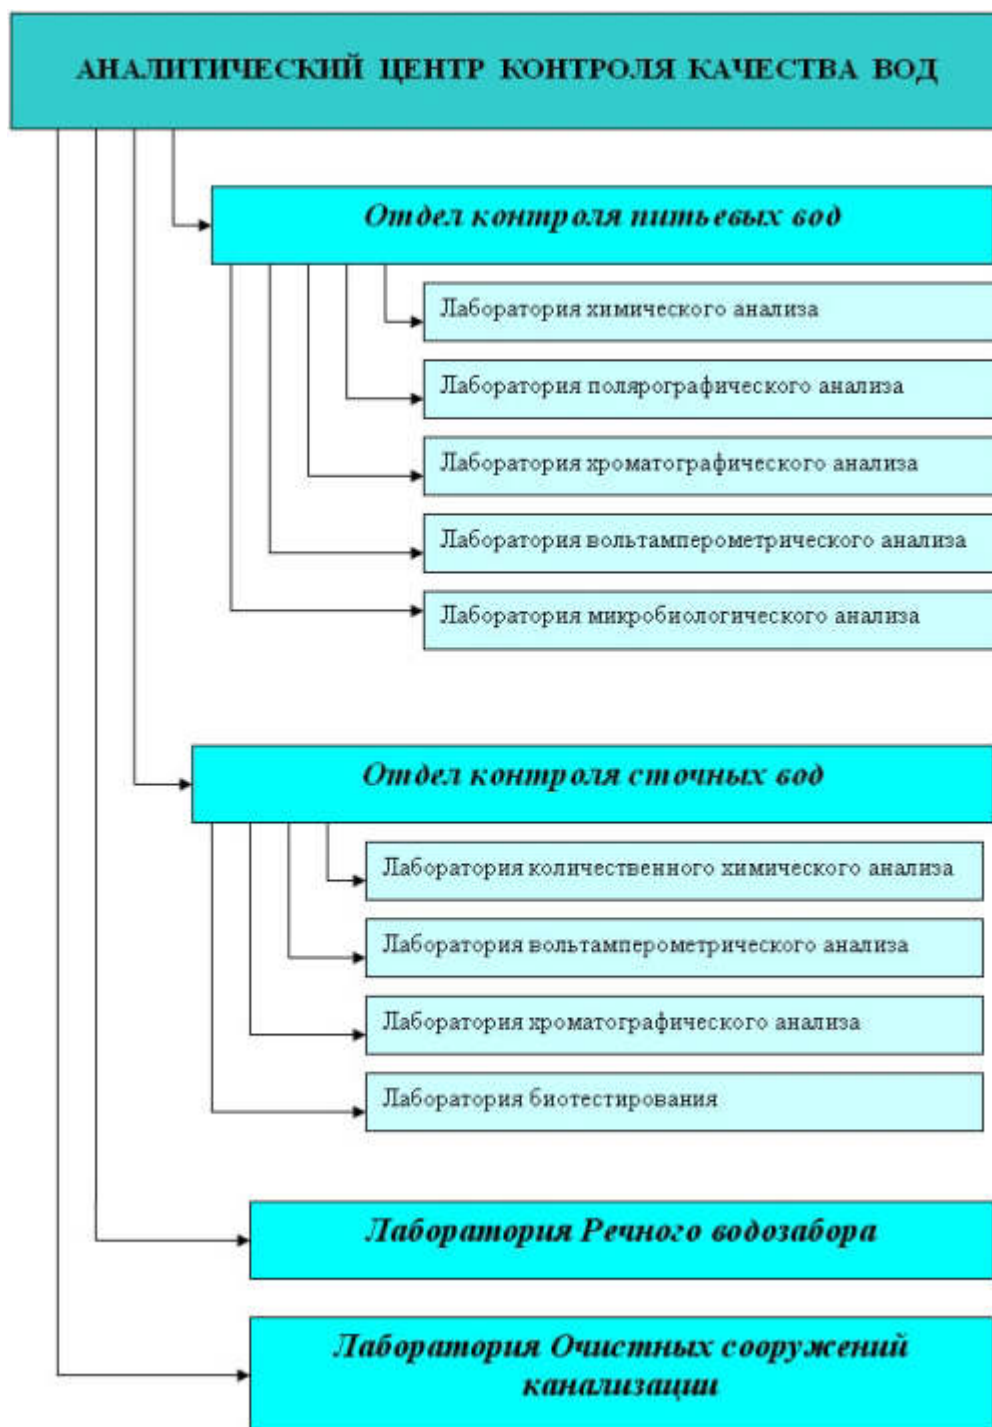 АНАЛИТИЧЕСКИЙ ЦЕНТР КОНТРОЛЯ КАЧЕСТВА ВОД
Отдел контроля питьевых вод
Лаборатория химического анализа
Лаборатория полярографического анализа
Лаборатория хроматографического анализа
Лаборатория вольтамперометрического анализа
Лаборатория микробиологического анализа
Отдел контроля сточных вод
Лаборатория количественного химического анализа
Лаборатория вольтамперометрического анализа
Лаборатория хроматографического анализа
Лаборатория биотестирования
Лаборатория Речного водозабора
Лаборатория Очистных сооружений
канализации